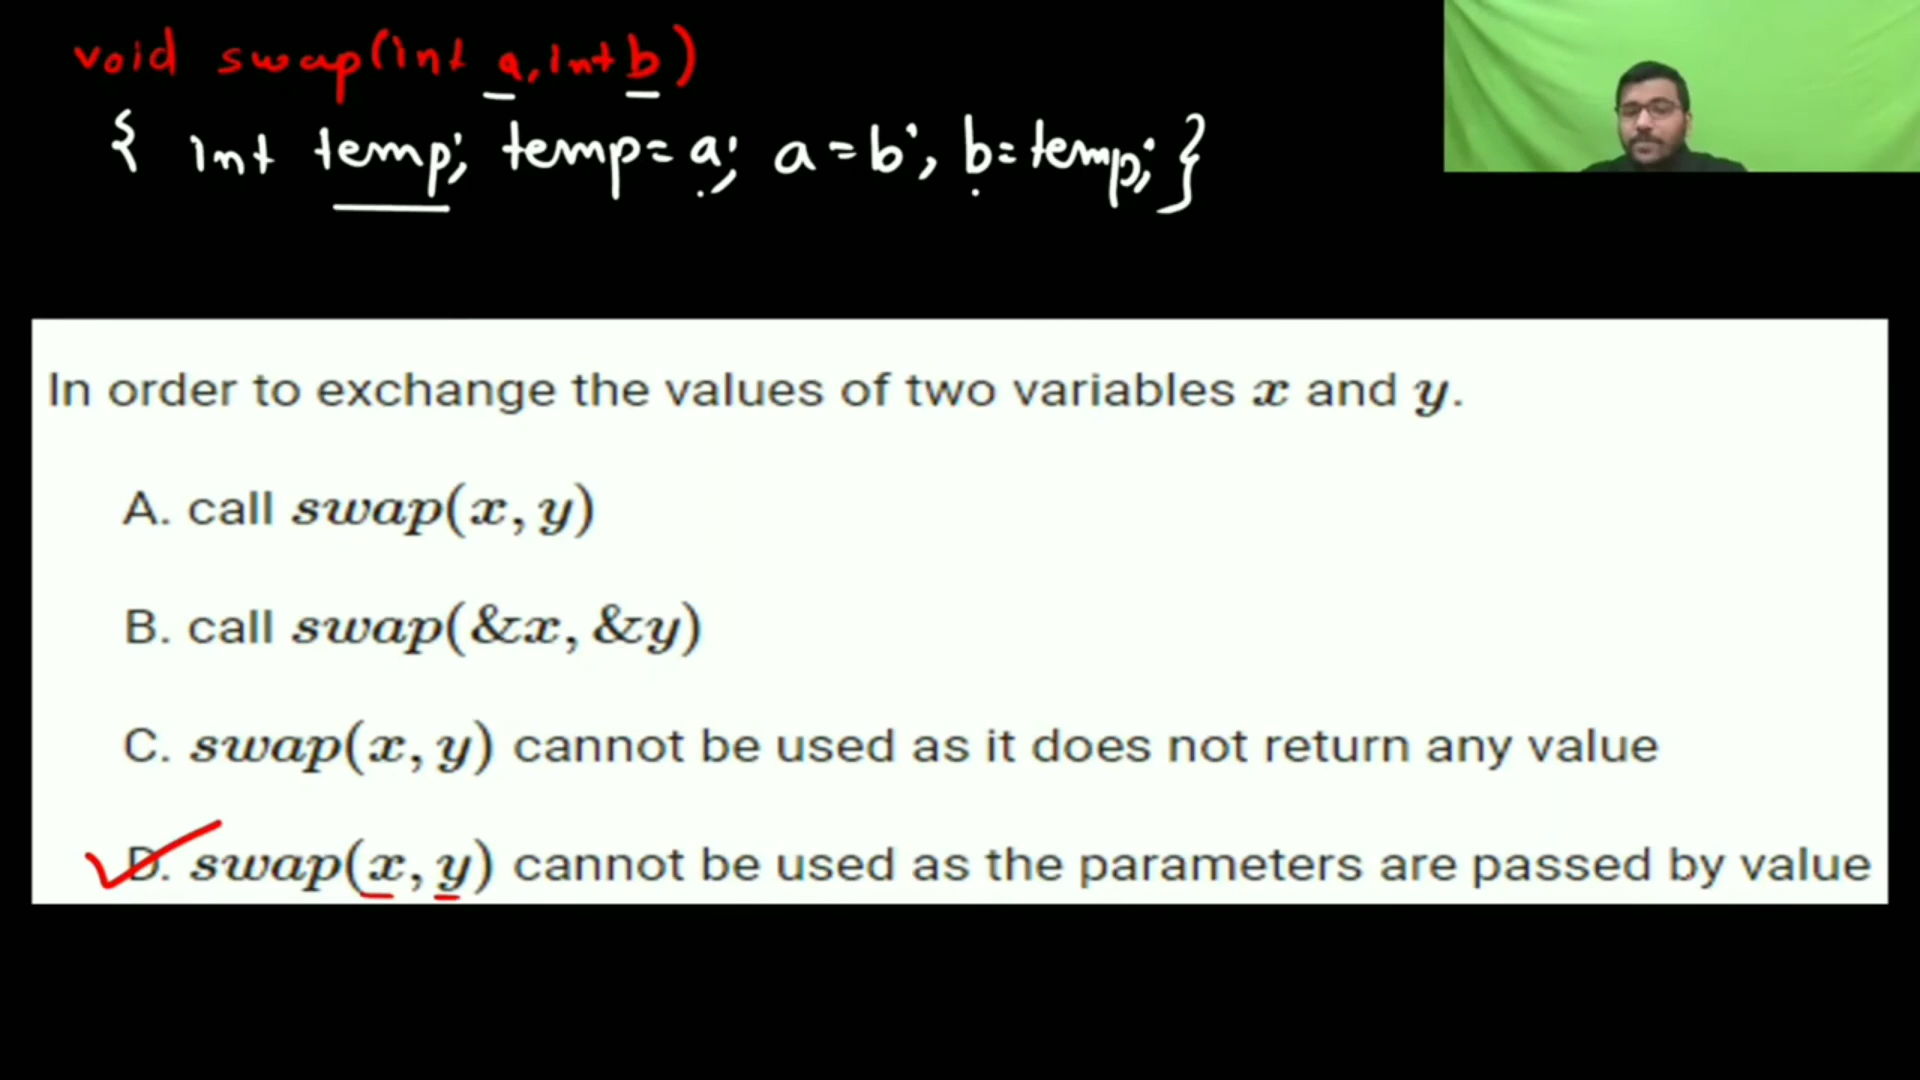 void swap(int a, int b)
{ int temp; temp = a; a = b; b = temp; }
In order to exchange the values of two variables x and y.
A. call swap(x, y)
B. call swap(&x, &y)
C. swap(x, y) cannot be used as it does not return any value
D. swap(x, y) cannot be used as the parameters are passed by value